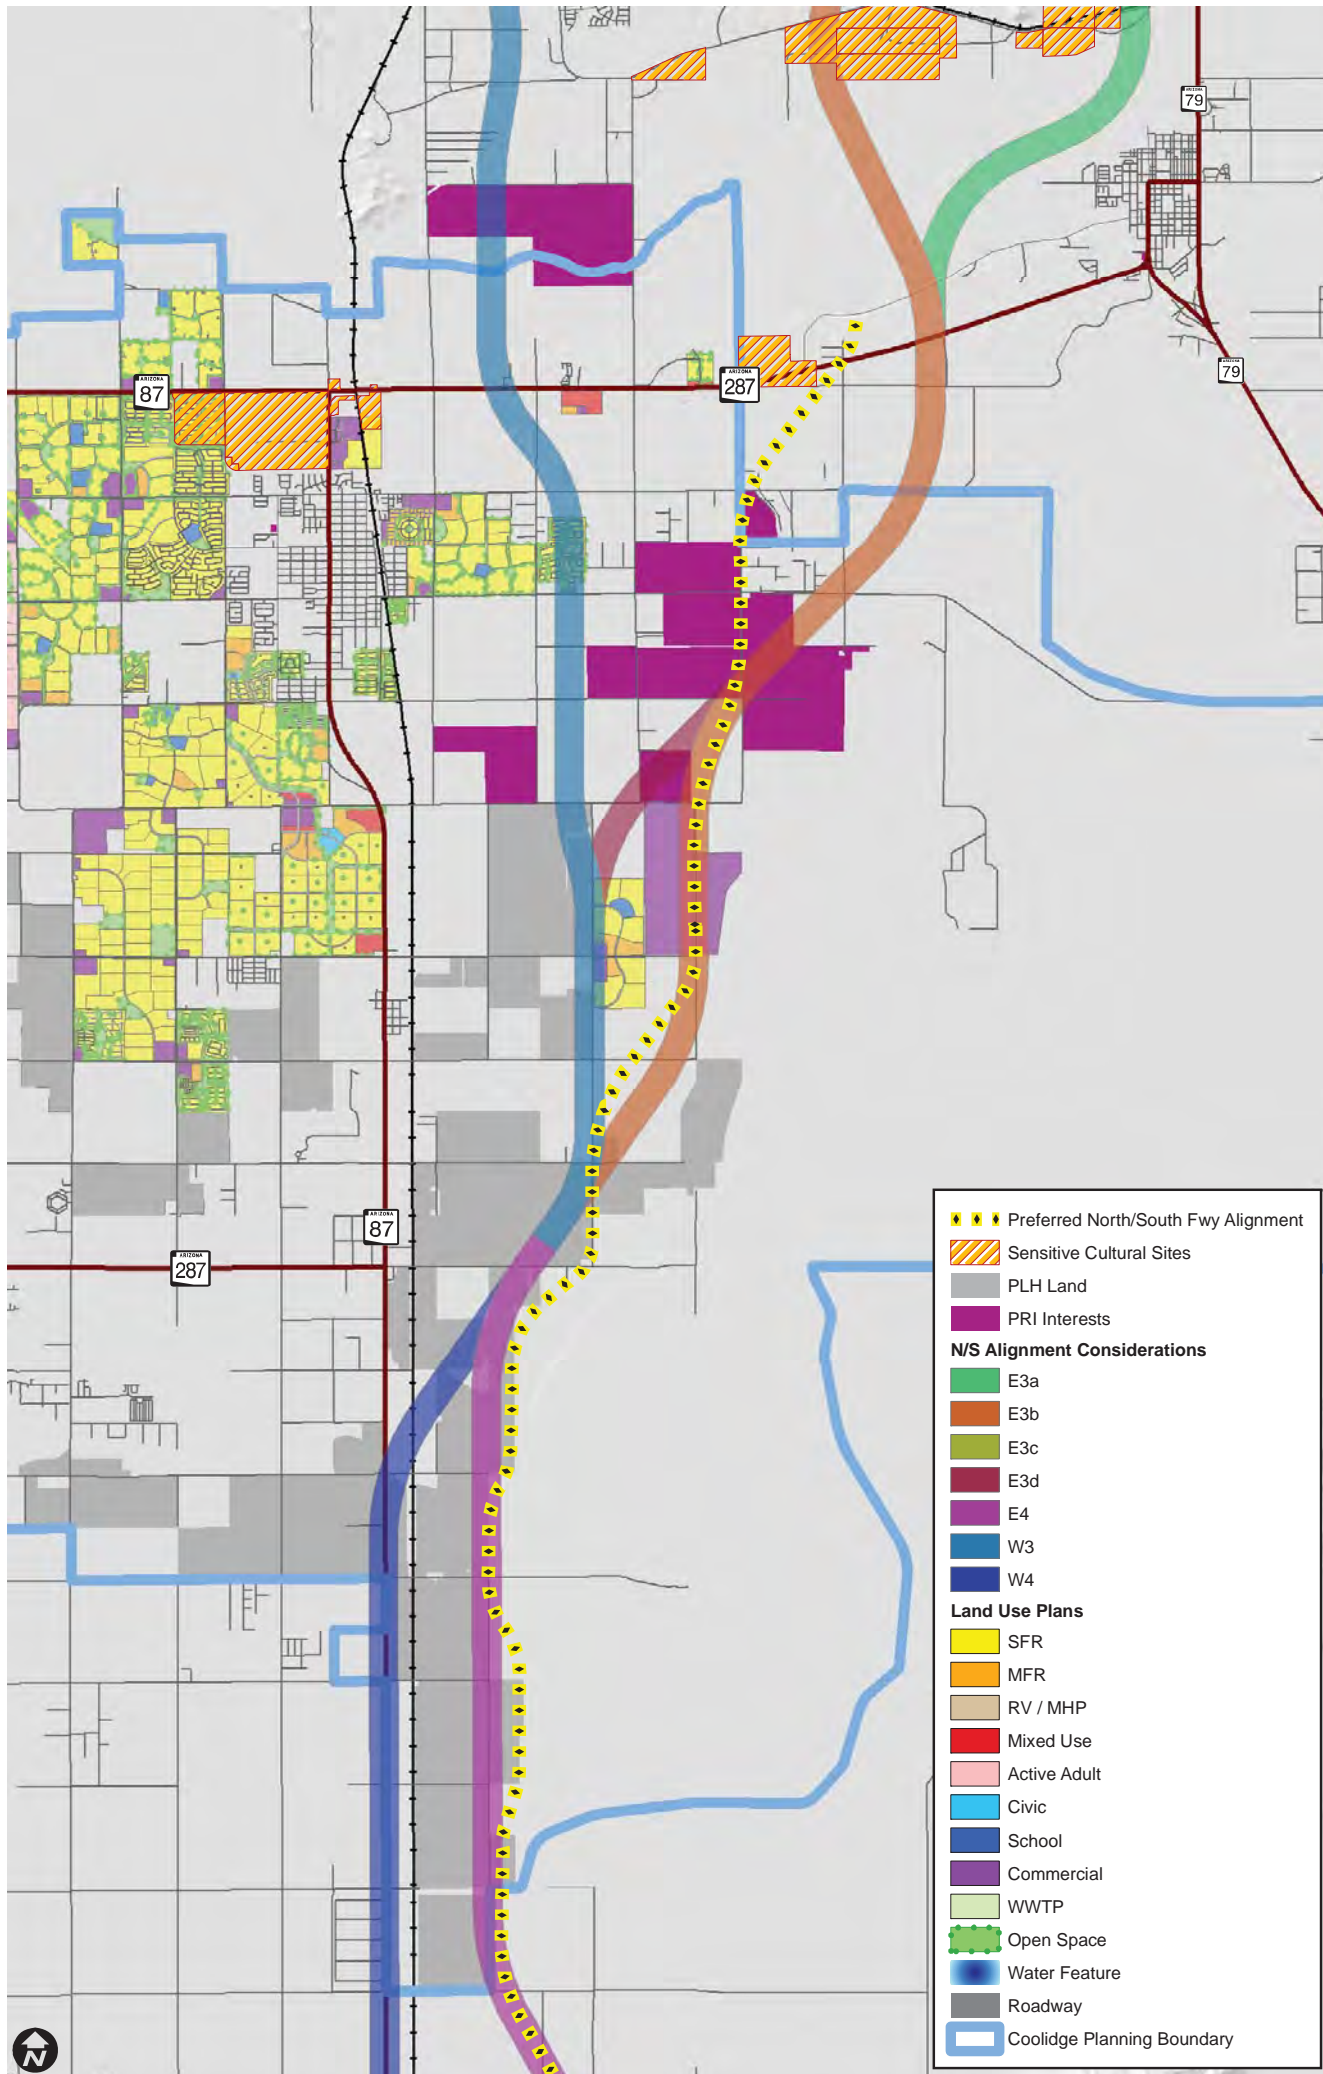 ARIZONA
79
ARIZONA
79
ARIZONA
87
ARIZONA
287
ARIZONA
87
ARIZONA
287
Preferred North/South Fwy Alignment
Sensitive Cultural Sites
PLH Land
PRI Interests
N/S Alignment Considerations
E3a
E3b
E3c
E3d
E4
W3
W4
Land Use Plans
SFR
MFR
RV / MHP
Mixed Use
Active Adult
Civic
School
Commercial
WWTP
Open Space
Water Feature
Roadway
Coolidge Planning Boundary
N